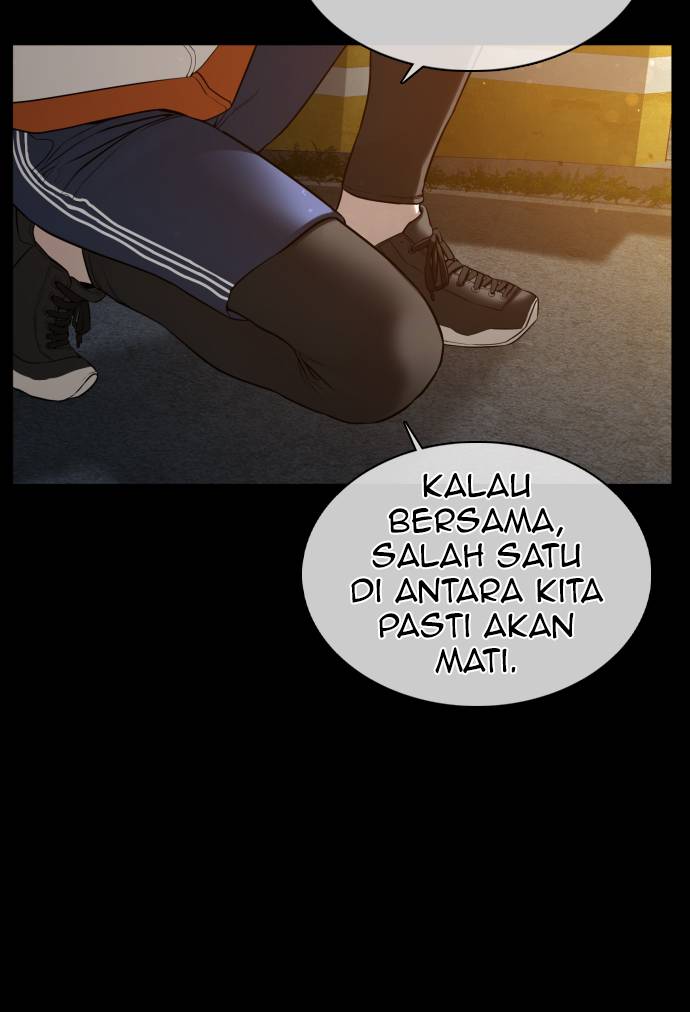 KALAU
BERSAMA,
SALAH SATU
DI ANTARA KITA
PASTI AKAN
MATI.